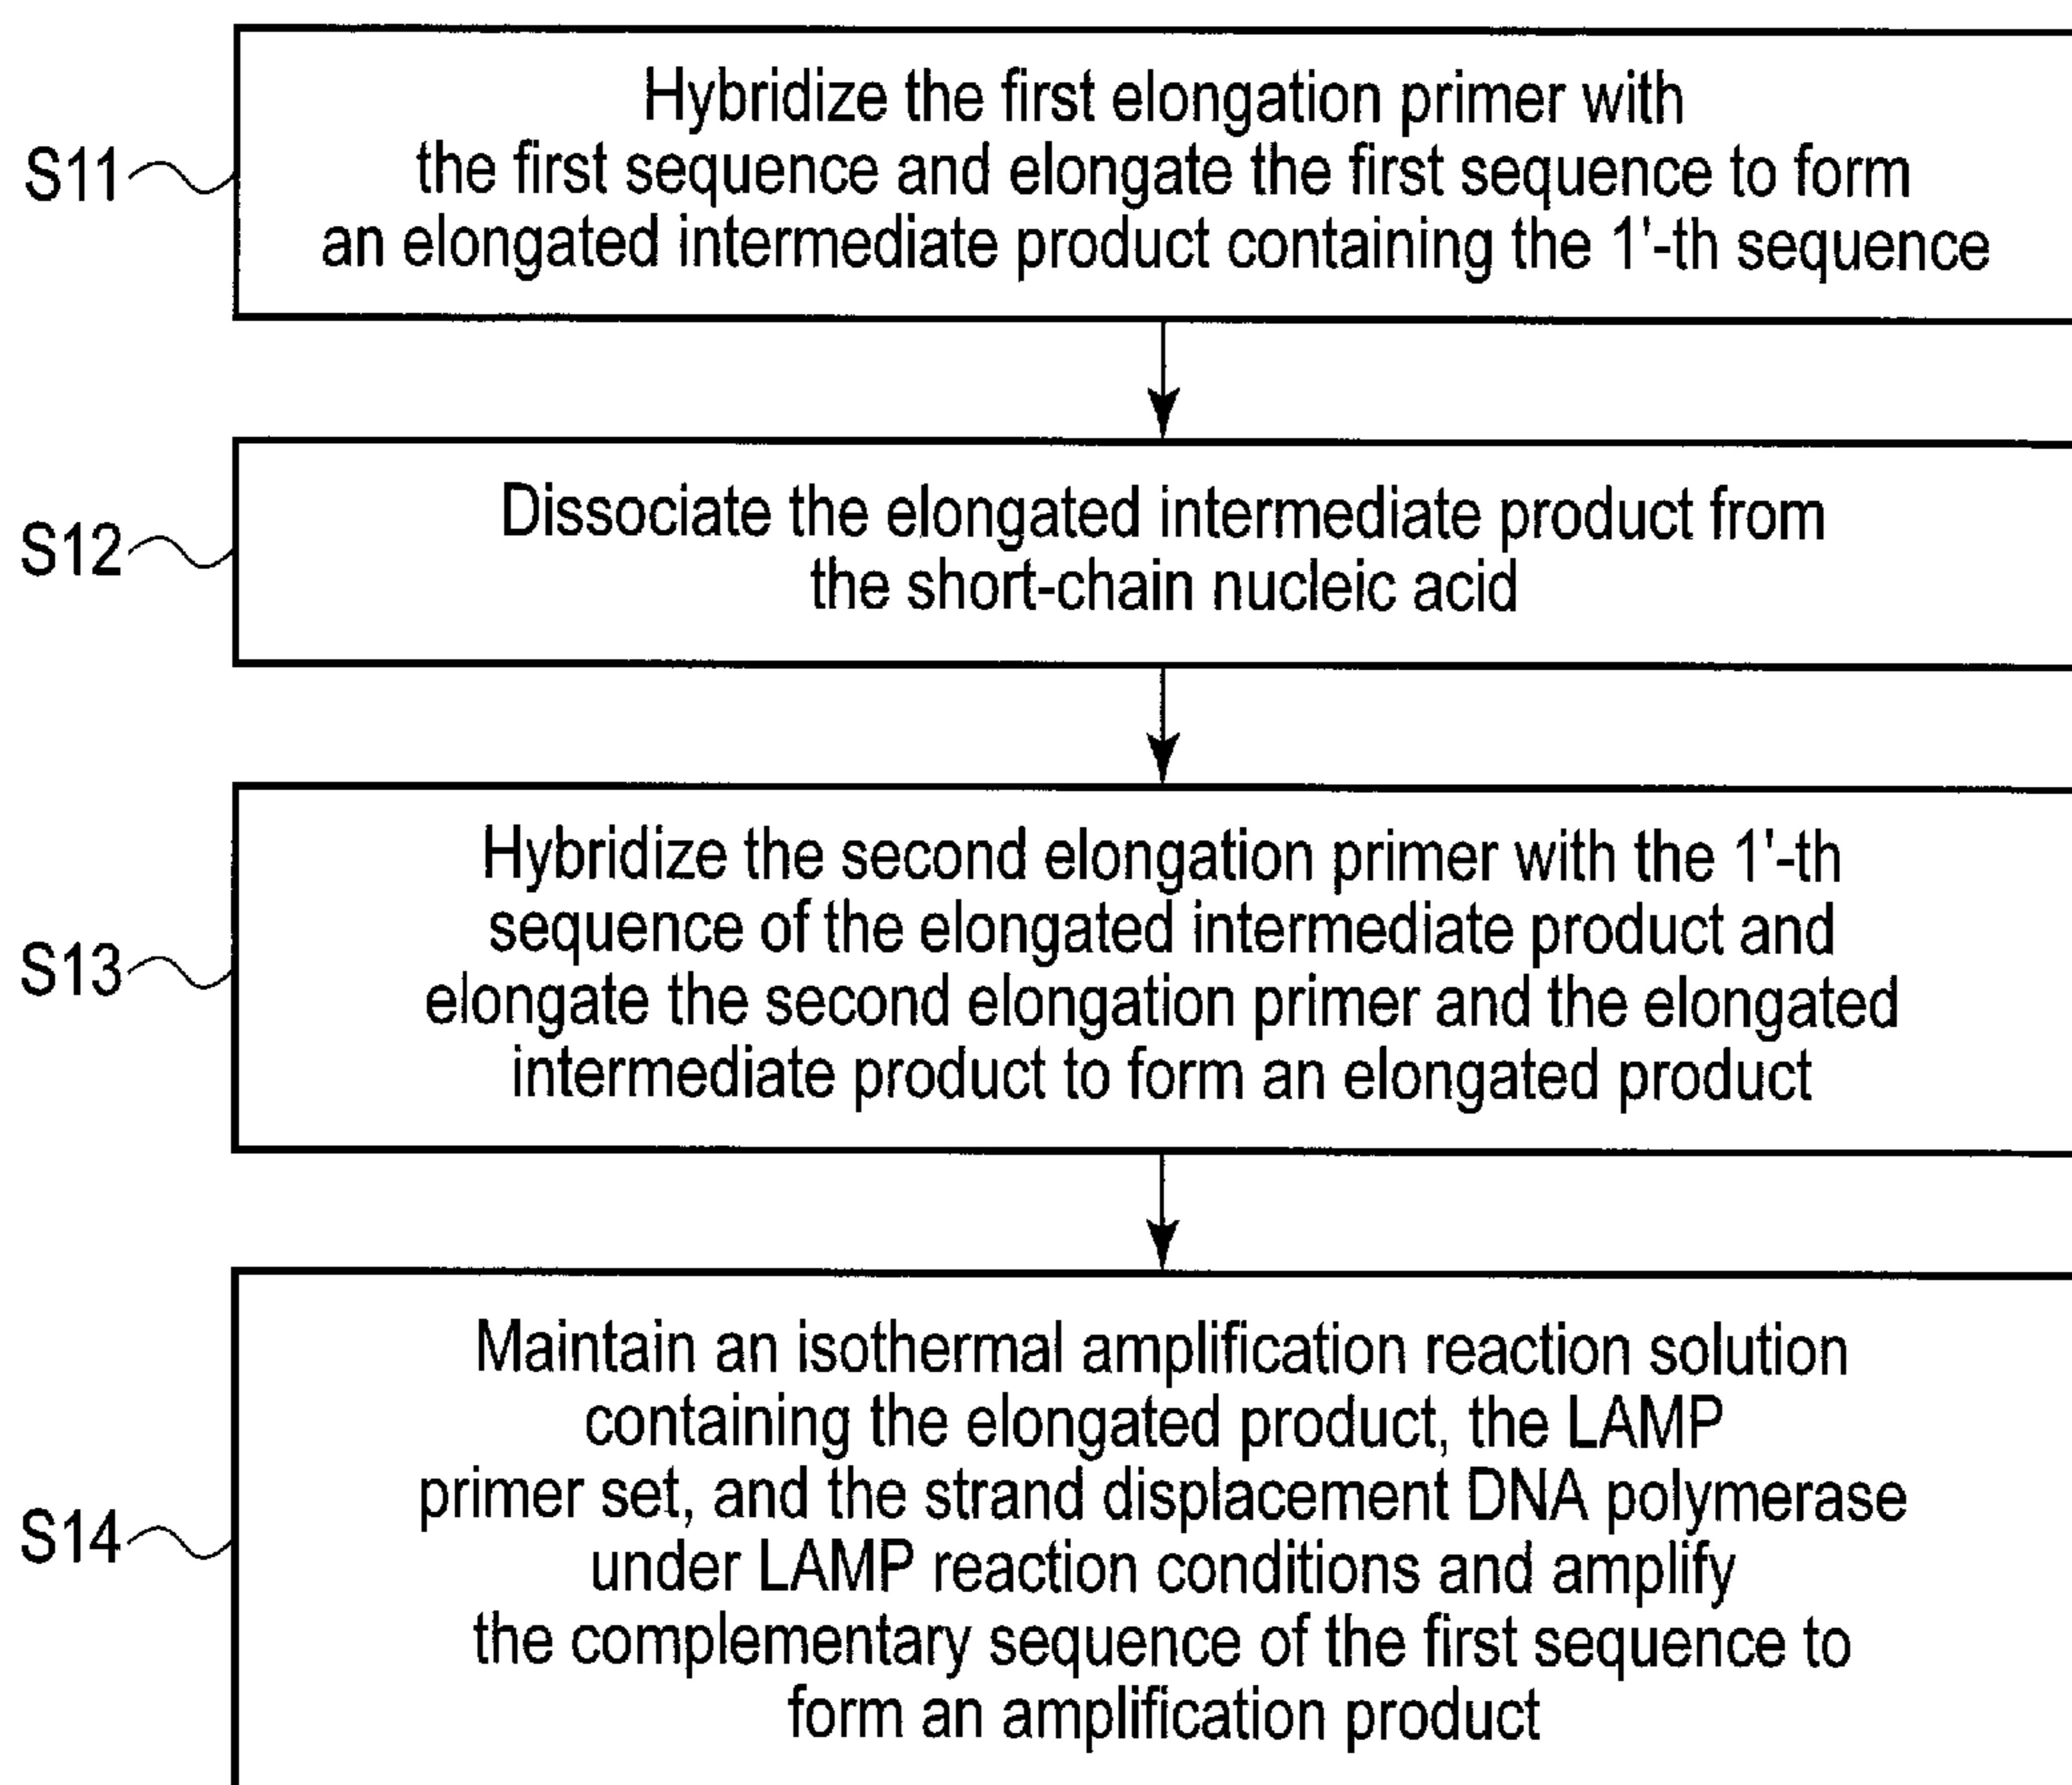 Hybridize the first elongation primer with
S11 the first sequence and elongate the first sequence to form
an elongated intermediate product containing the 1'-th sequence
Dissociate the elongated intermediate product from
S12 the short-chain nucleic acid
Hybridize the second elongation primer with the 1'-th
sequence of the elongated intermediate product and
S13 elongate the second elongation primer and the elongated
intermediate product to form an elongated product
Maintain an isothermal amplification reaction solution
containing the elongated product, the LAMP
primer set, and the strand displacement DNA polymerase
S14 under LAMP reaction conditions and amplify
the complementary sequence of the first sequence to
form an amplification product